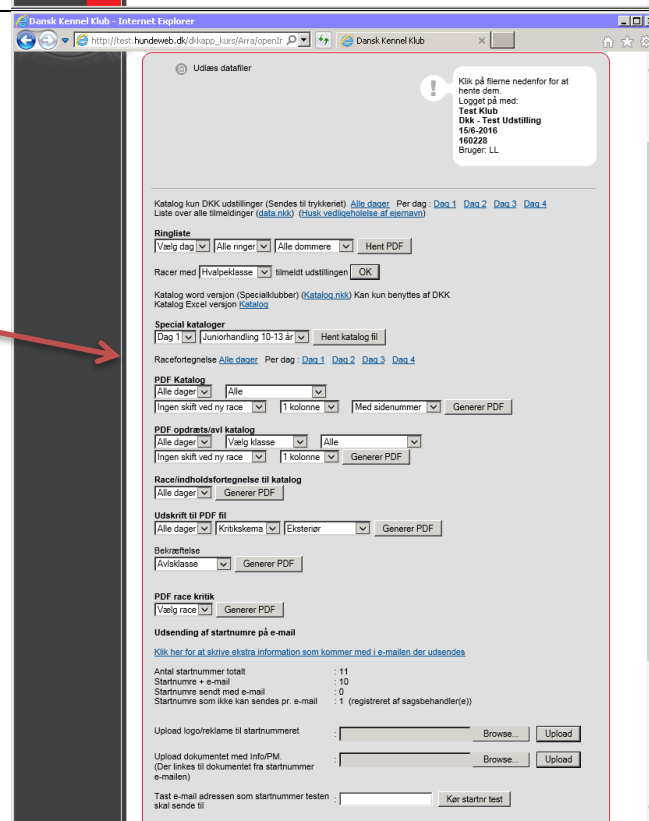 Dansk Kennel Klub - Internet Explorer
http://test.hundeweb.dk/dkkapp_kurs/Arra/openIr
Dansk Kennel Klub
Udlæs datafiler
Klik på filerne nedenfor for at
hente dem.
Logget på med:
Test Klub
Dkk - Test Udstilling
15/6-2016
160228
Bruger: LL
Katalog kun DKK udstillinger (Sendes til trykkeriet) Alle dager Per dag : Dag 1 Dag 2 Dag 3 Dag 4
Liste over alle tilmeldinger (data.nkk) (Husk vedligeholelse af ejernavn)
Ringliste
Vælg dag Alle ringer Alle dommere Hent PDF
Racer med Hvalpeklasse tilmeldt udstillingen OK
Katalog word versjon (Specialklubber) (Katalog.nkk) Kan kun benyttes af DKK
Katalog Excel versjon Katalog
Special kataloger
Dag 1 Juniorhandling 10-13 år Hent katalog fil
Racefortegnelse Alle dager Per dag : Dag 1 Dag 2 Dag 3 Dag 4
PDF Katalog
Alle dager Alle
Ingen skift ved ny race 1 kolonne Med sidenummer Generer PDF
PDF opdræts/avl katalog
Alle dager Vælg klasse Alle
Ingen skift ved ny race 1 kolonne Generer PDF
Race/indholdsfortegnelse til katalog
Alle dager Generer PDF
Udskrift til PDF fil
Alle dager Kritikskema Eksteriør Generer PDF
Bekræftelse
Avlsklasse Generer PDF
PDF race kritik
Vælg race Generer PDF
Udsending af startnumre på e-mail
Klik her for at skrive ekstra information som kommer med i e-mailen der udsendes
Antal startnummer totalt : 11
Startnumre + e-mail : 10
Startnumre sendt med e-mail : 0
Startnumre som ikke kan sendes pr. e-mail : 1 (registreret af sagsbehandler(e))
Upload logo/reklame til startnummeret : Browse... Upload
Upload dokumentet med Info/PM. : Browse... Upload
(Der linkes til dokumentet fra startnummer
e-mailen)
Tast e-mail adressen som startnummer testen : Kør startnr test
skal sende til